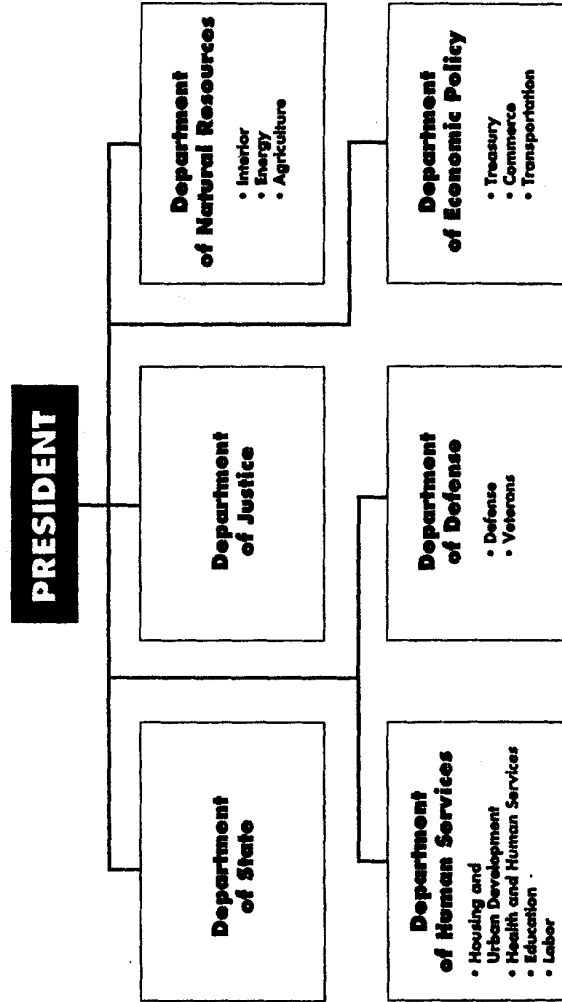 PRESIDENT
Department
of State
Department
of Justice
Department
of Natural Resources
• Interior
• Energy
• Agriculture
Department
of Human Services
• Housing and
Urban Development
• Health and Human Services
• Education
• Labor
Department
of Defense
• Defense
• Veterans
Department
of Economic Policy
• Treasury
• Commerce
• Transportation